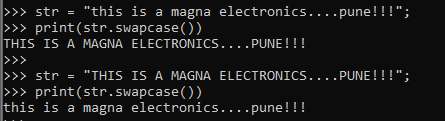 >>> str = "this is a magna electronics....pune!!!";
>>> print(str.swapcase())
THIS IS A MAGNA ELECTRONICS....PUNE!!!
>>>
>>> str = "THIS IS A MAGNA ELECTRONICS....PUNE!!!";
>>> print(str.swapcase())
this is a magna electronics....pune!!!